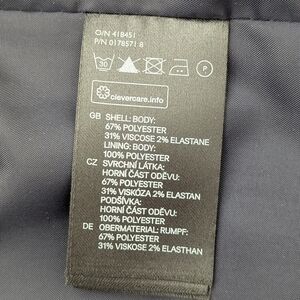 O/N 418451
P/N 0178571 8
30
P
clevercare.info
GB SHELL: BODY:
67% POLYESTER
31% VISCOSE 2% ELASTANE
LINING: BODY:
100% POLYESTER
CZ SVRCHNÍ LÁTKA:
HORNÍ ČÁST ODĚVU:
67% POLYESTER
31% VISKÓZA 2% ELASTAN
PODŠÍVKA:
HORNÍ ČÁST ODĚVU:
100% POLYESTER
DE OBERMATERIAL: RUMPF:
67% POLYESTER
31% VISKOSE 2% ELASTHAN